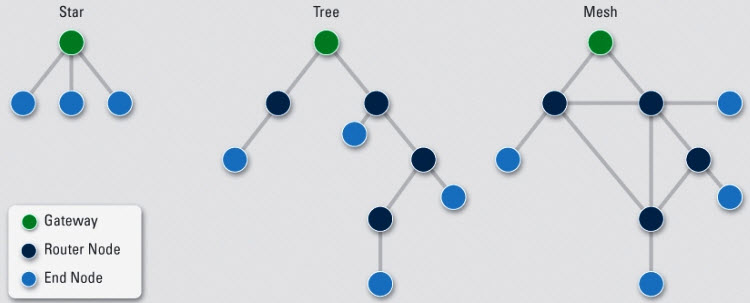 Star
Tree
Mesh
Gateway
Router Node
End Node